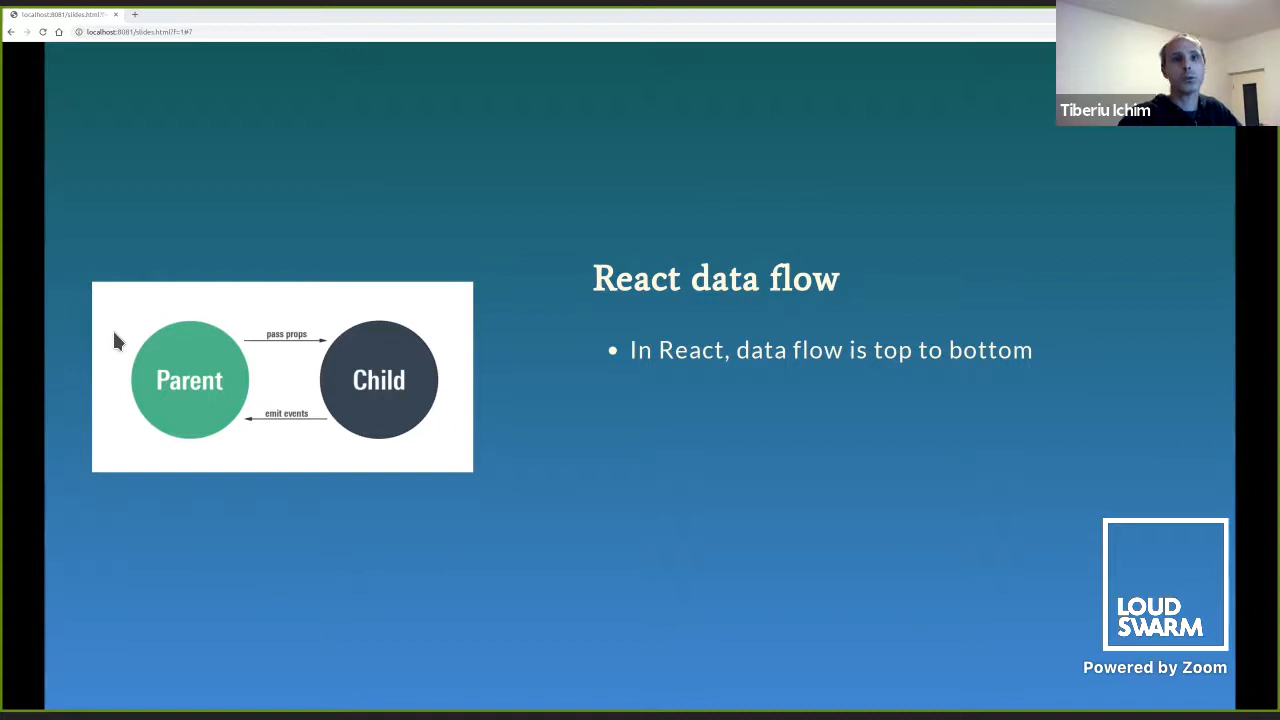 localhost:8081/slides.html?f=
localhost:8081/slides.html?f=1#7
Tiberiu Ichim
React data flow
• In React, data flow is top to bottom
pass props
Parent
Child
emit events
LOUD
SWARM
Powered by Zoom